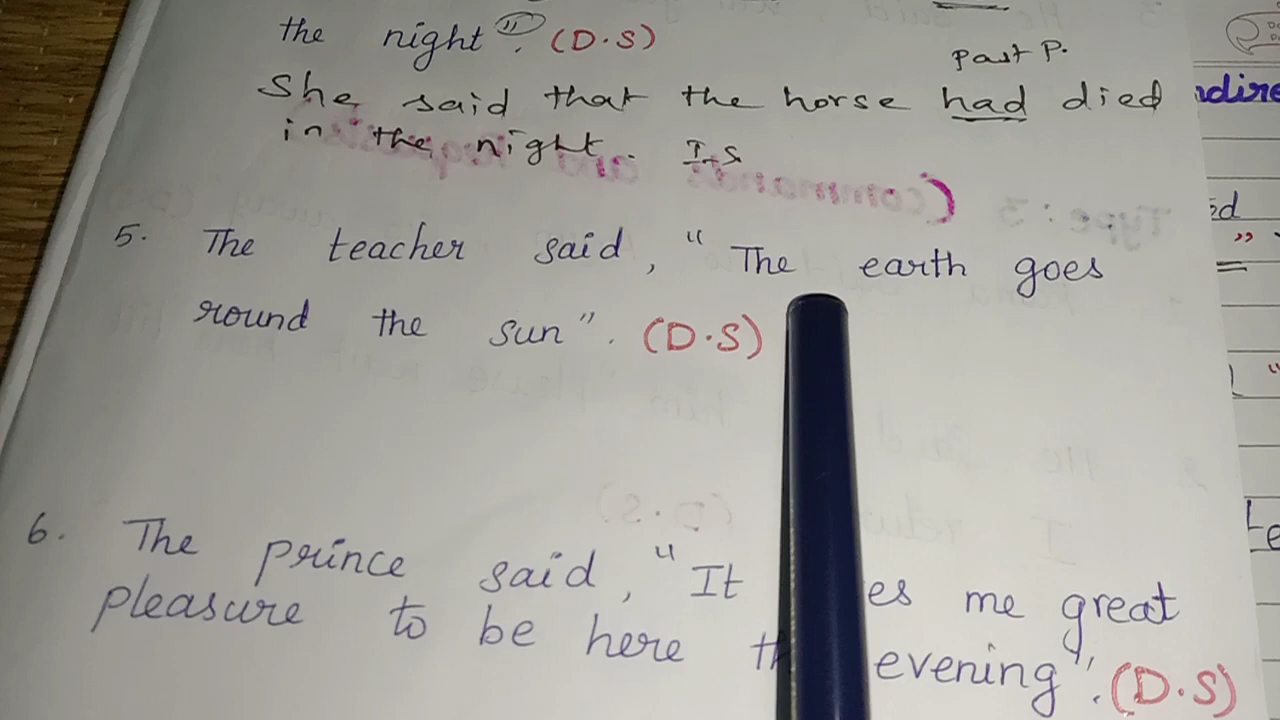 the night". (D.S)
Past P.
She said that the horse had died
in the night. I.S
5. The teacher said, "The earth goes
round the sun". (D.S)
6. The prince said, "It me great
pleasure to be here evening". (D.S)